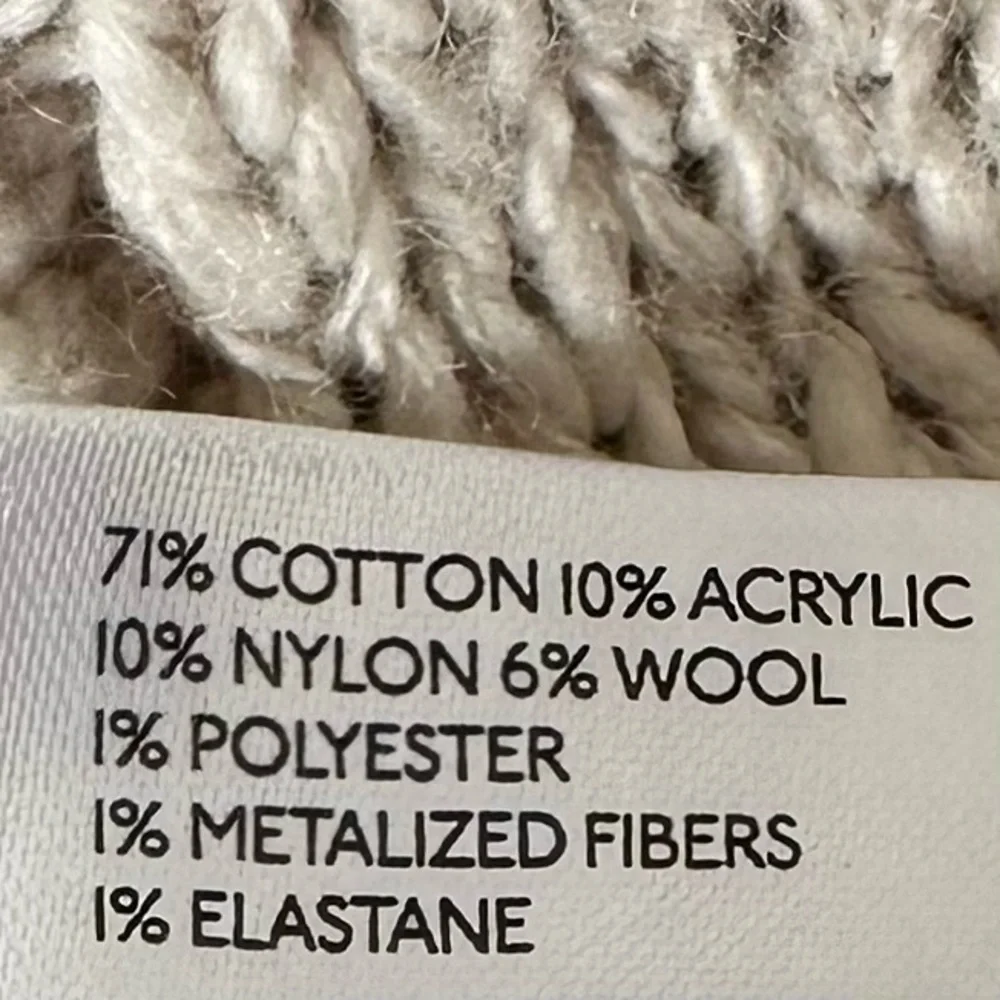 71% COTTON 10% ACRYLIC
10% NYLON 6% WOOL
1% POLYESTER
1% METALIZED FIBERS
1% ELASTANE